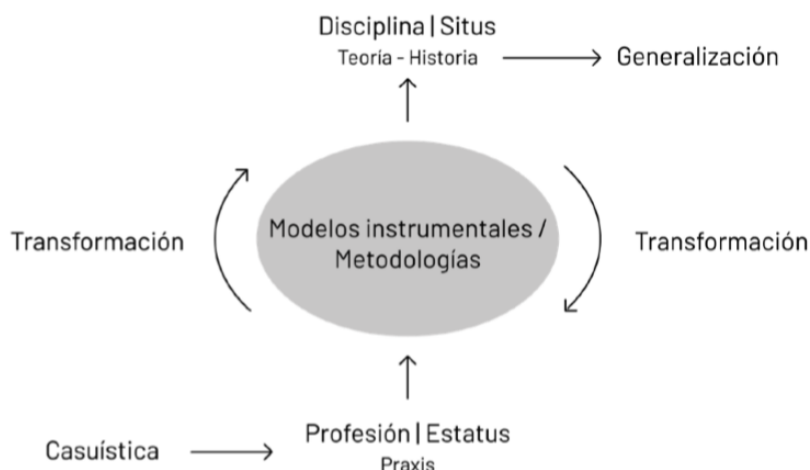 Disciplina | Situs
Teoría - Historia
Generalización
Transformación
Modelos instrumentales /
Metodologías
Transformación
Profesión | Estatus
Casuística
Praxis